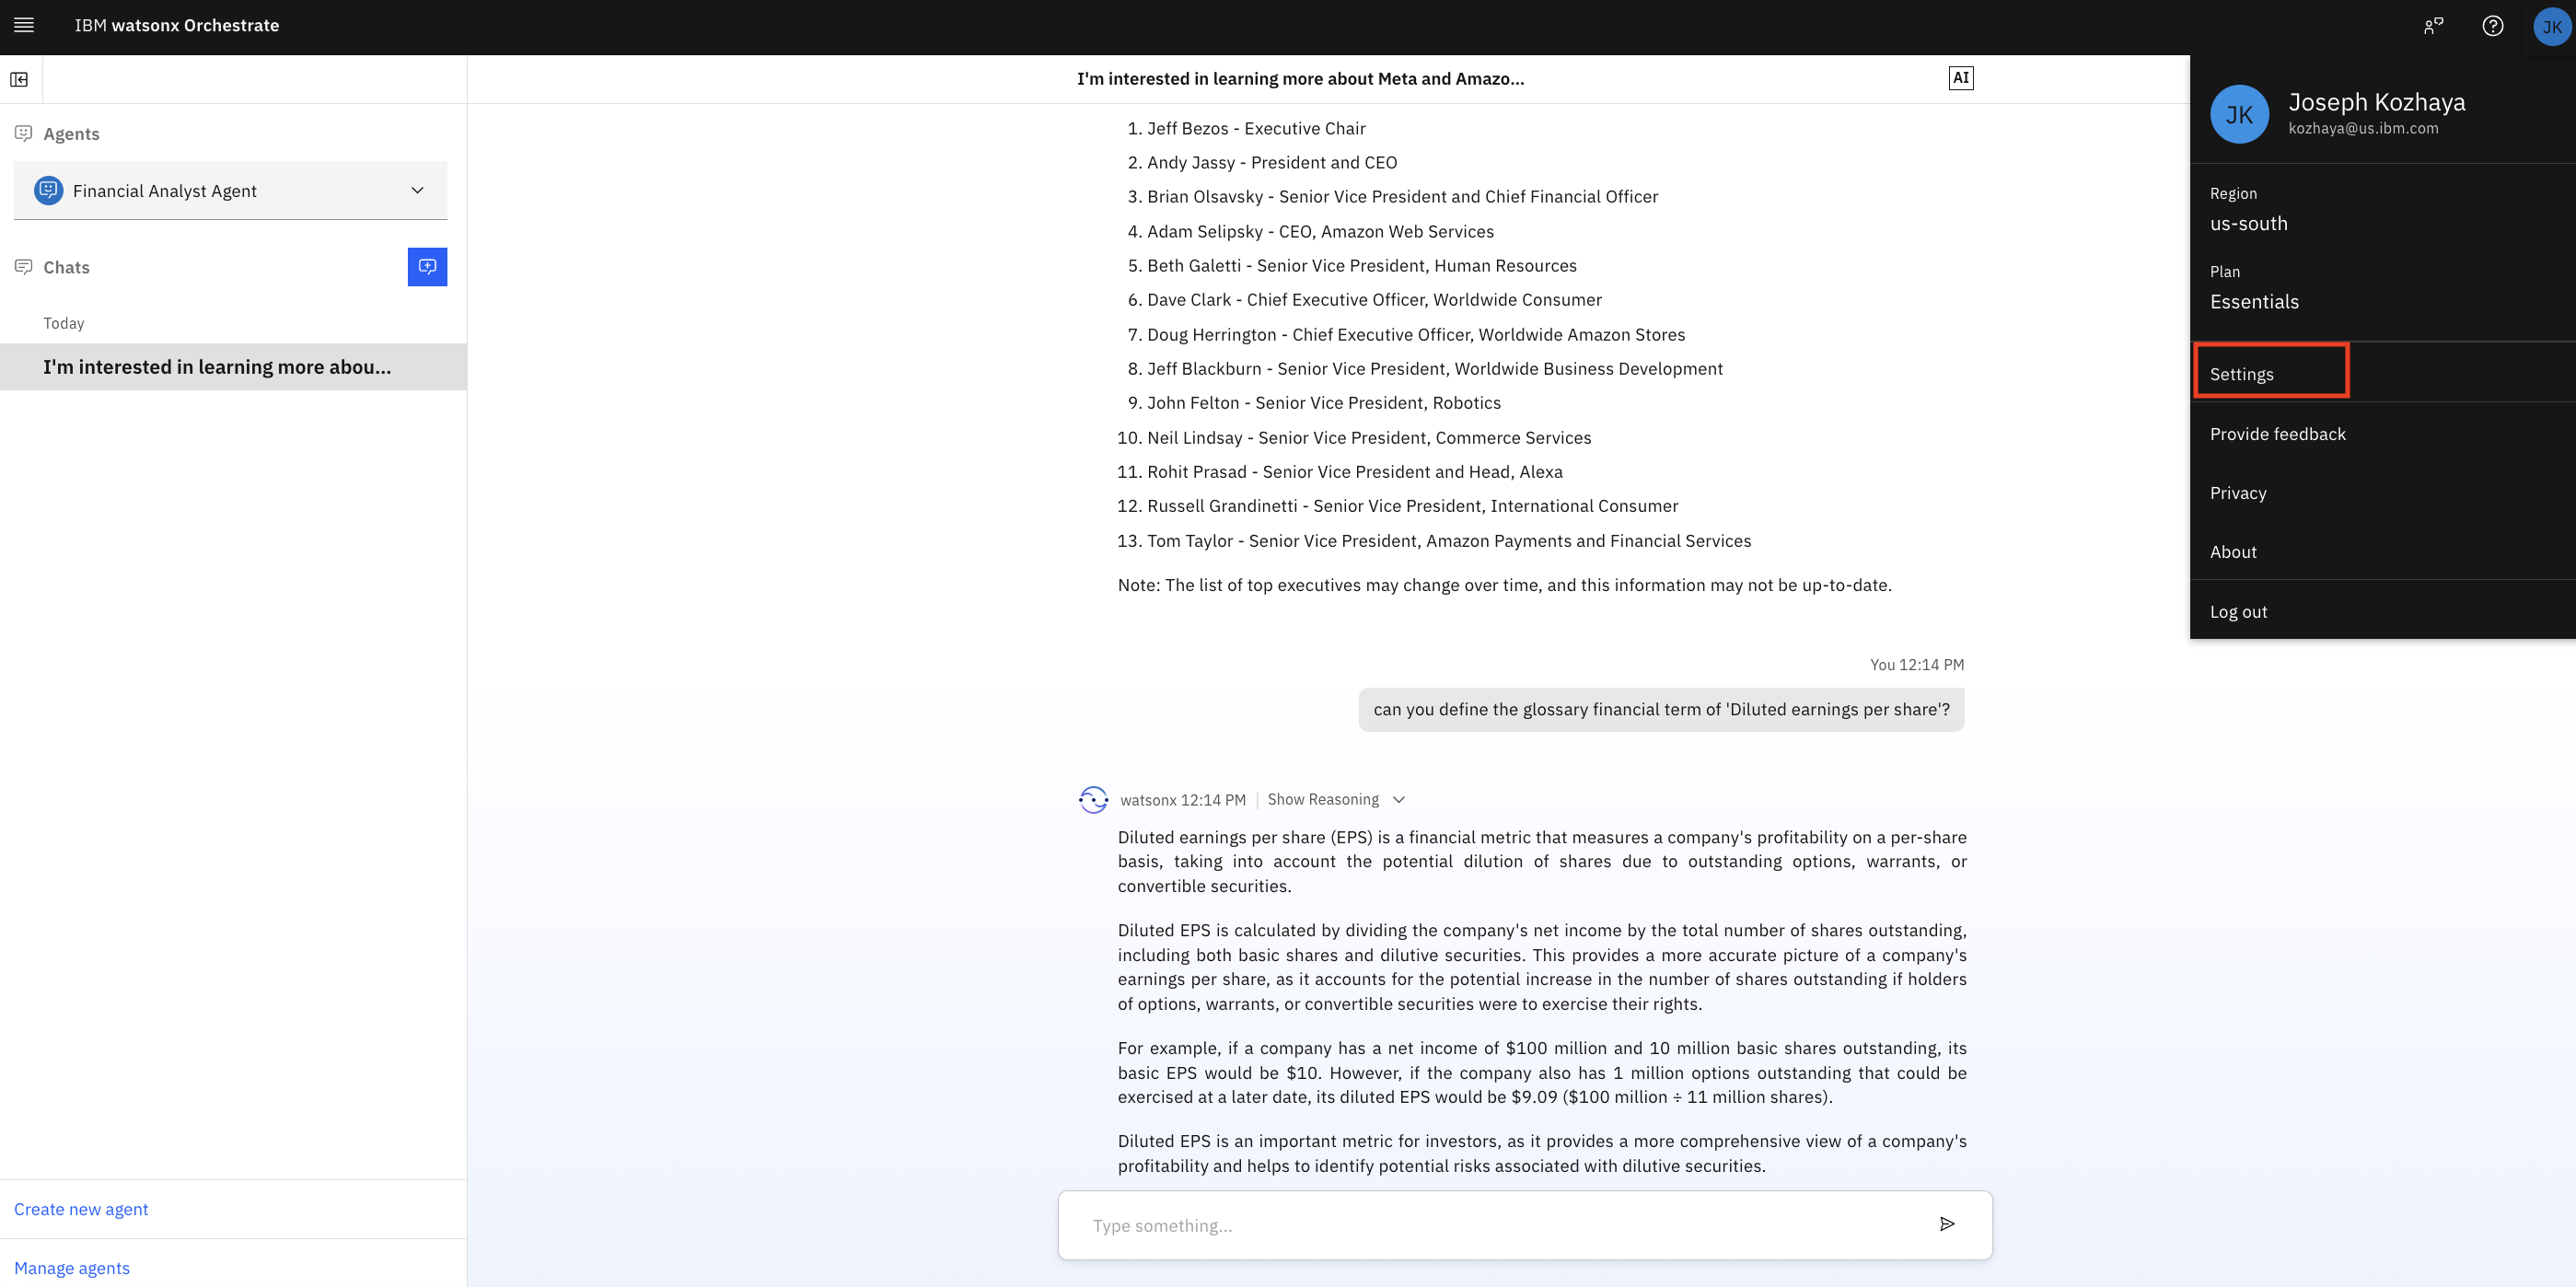 IBM watsonx Orchestrate
JK
Agents
Financial Analyst Agent
Chats
Today
I'm interested in learning more abou...
Create new agent
Manage agents
I'm interested in learning more about Meta and Amazo...
AI
1. Jeff Bezos - Executive Chair
2. Andy Jassy - President and CEO
3. Brian Olsavsky - Senior Vice President and Chief Financial Officer
4. Adam Selipsky - CEO, Amazon Web Services
5. Beth Galetti - Senior Vice President, Human Resources
6. Dave Clark - Chief Executive Officer, Worldwide Consumer
7. Doug Herrington - Chief Executive Officer, Worldwide Amazon Stores
8. Jeff Blackburn - Senior Vice President, Worldwide Business Development
9. John Felton - Senior Vice President, Robotics
10. Neil Lindsay - Senior Vice President, Commerce Services
11. Rohit Prasad - Senior Vice President and Head, Alexa
12. Russell Grandinetti - Senior Vice President, International Consumer
13. Tom Taylor - Senior Vice President, Amazon Payments and Financial Services
Note: The list of top executives may change over time, and this information may not be up-to-date.
You 12:14 PM
can you define the glossary financial term of 'Diluted earnings per share'?
watsonx 12:14 PM | Show Reasoning
Diluted earnings per share (EPS) is a financial metric that measures a company's profitability on a per-share
basis, taking into account the potential dilution of shares due to outstanding options, warrants, or
convertible securities.
Diluted EPS is calculated by dividing the company's net income by the total number of shares outstanding,
including both basic shares and dilutive securities. This provides a more accurate picture of a company's
earnings per share, as it accounts for the potential increase in the number of shares outstanding if holders
of options, warrants, or convertible securities were to exercise their rights.
For example, if a company has a net income of $100 million and 10 million basic shares outstanding, its
basic EPS would be $10. However, if the company also has 1 million options outstanding that could be
exercised at a later date, its diluted EPS would be $9.09 ($100 million ÷ 11 million shares).
Diluted EPS is an important metric for investors, as it provides a more comprehensive view of a company's
profitability and helps to identify potential risks associated with dilutive securities.
Type something...
JK
Joseph Kozhaya
kozhaya@us.ibm.com
Region
us-south
Plan
Essentials
Settings
Provide feedback
Privacy
About
Log out